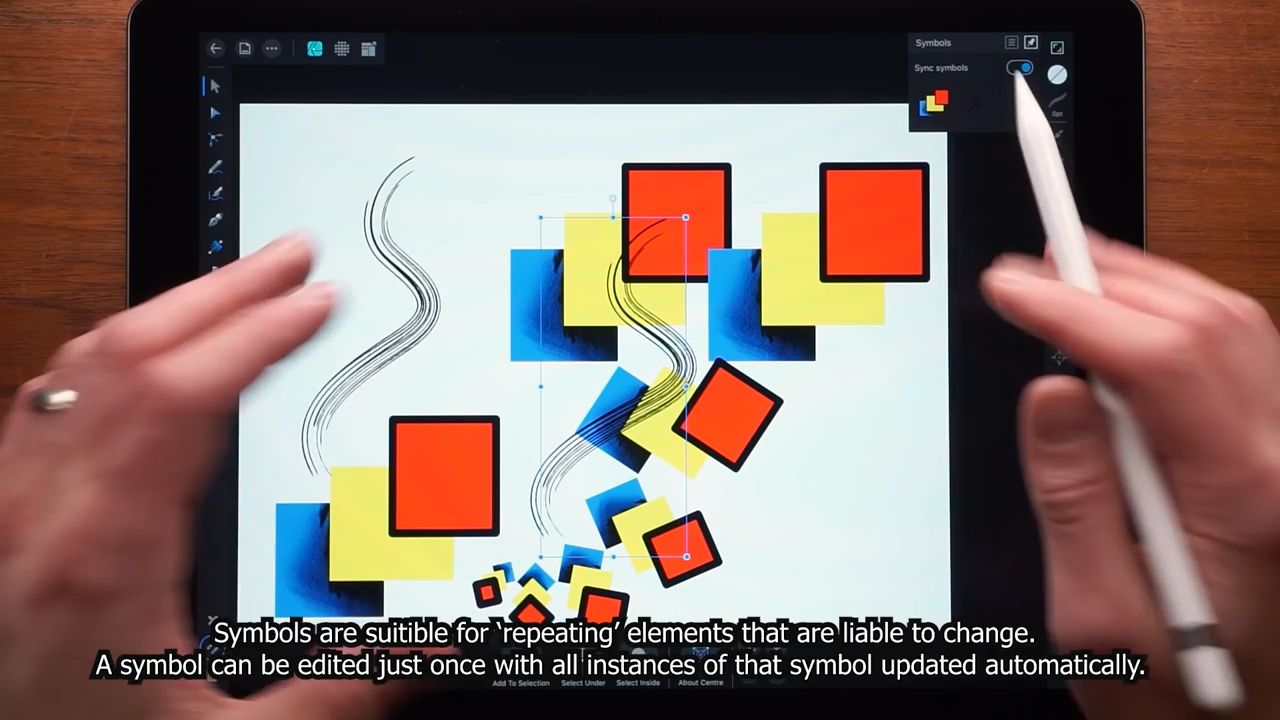 Symbols
Sync symbols
Opt
Symbols are suitible for ‘repeating’ elements that are liable to change.
A symbol can be edited just once with all instances of that symbol updated automatically.
Add To Selection
Select Under
Select Inside
About Centre